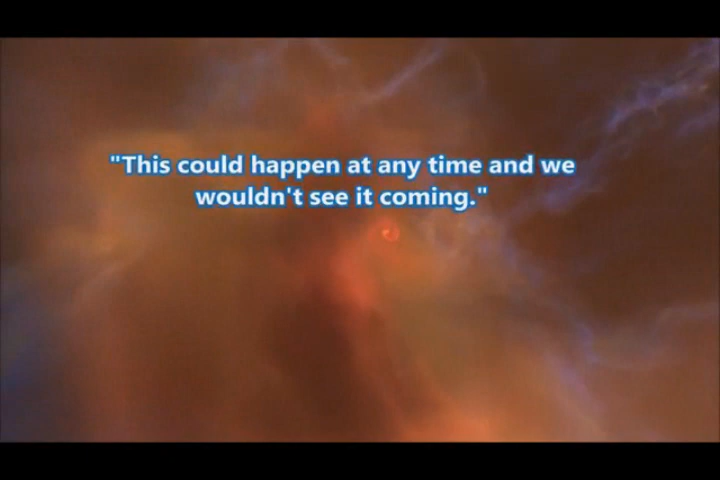 "This could happen at any time and we
wouldn't see it coming."